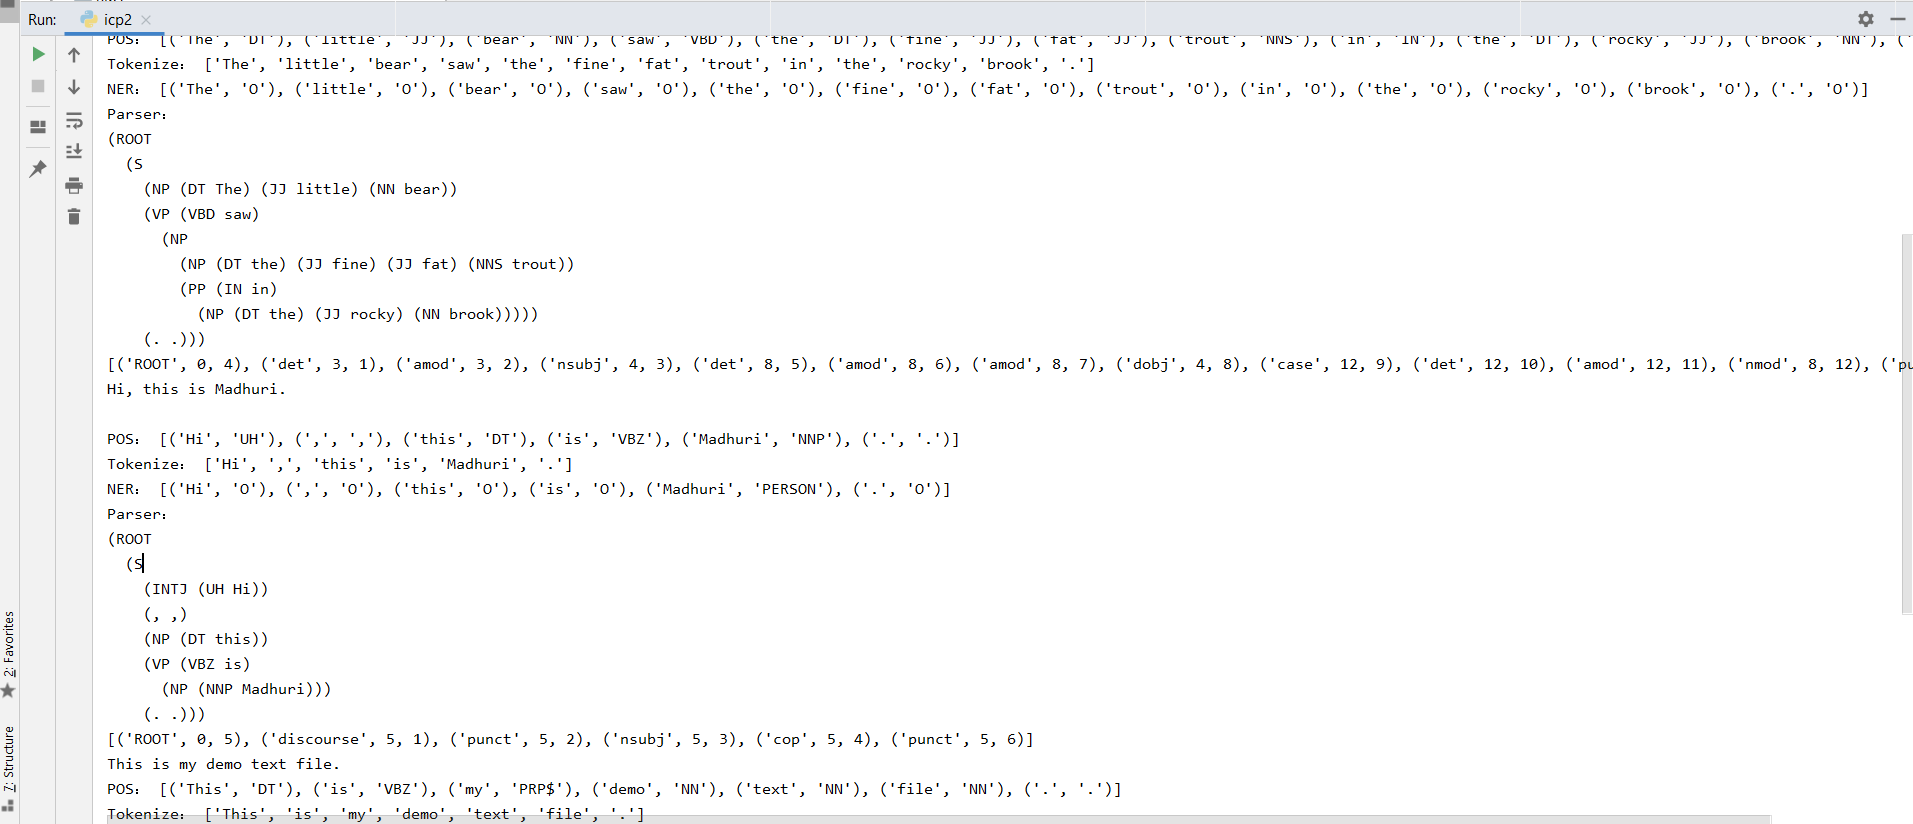 Run: icp2
POS: [('The', 'DT'), ('little', 'JJ'), ('bear', 'NN'), ('saw', 'VBD'), ('the', 'DT'), ('fine', 'JJ'), ('fat', 'JJ'), ('trout', 'NNS'), ('in', 'IN'), ('the', 'DT'), ('rocky', 'JJ'), ('brook', 'NN'), ('
Tokenize: ['The', 'little', 'bear', 'saw', 'the', 'fine', 'fat', 'trout', 'in', 'the', 'rocky', 'brook', '.']
NER: [('The', 'O'), ('little', 'O'), ('bear', 'O'), ('saw', 'O'), ('the', 'O'), ('fine', 'O'), ('fat', 'O'), ('trout', 'O'), ('in', 'O'), ('the', 'O'), ('rocky', 'O'), ('brook', 'O'), ('.', 'O')]
Parser:
(ROOT
(S
(NP (DT The) (JJ little) (NN bear))
(VP (VBD saw)
(NP
(NP (DT the) (JJ fine) (JJ fat) (NNS trout))
(PP (IN in)
(NP (DT the) (JJ rocky) (NN brook)))))
(. .)))
[('ROOT', 0, 4), ('det', 3, 1), ('amod', 3, 2), ('nsubj', 4, 3), ('det', 8, 5), ('amod', 8, 6), ('amod', 8, 7), ('dobj', 4, 8), ('case', 12, 9), ('det', 12, 10), ('amod', 12, 11), ('nmod', 8, 12), ('pu
Hi, this is Madhuri.
POS: [('Hi', 'UH'), (',', ','), ('this', 'DT'), ('is', 'VBZ'), ('Madhuri', 'NNP'), ('.', '.')]
Tokenize: ['Hi', ',', 'this', 'is', 'Madhuri', '.']
NER: [('Hi', 'O'), (',', 'O'), ('this', 'O'), ('is', 'O'), ('Madhuri', 'PERSON'), ('.', 'O')]
Parser:
(ROOT
(S
(INTJ (UH Hi))
(, ,)
(NP (DT this))
(VP (VBZ is)
(NP (NNP Madhuri)))
(. .)))
[('ROOT', 0, 5), ('discourse', 5, 1), ('punct', 5, 2), ('nsubj', 5, 3), ('cop', 5, 4), ('punct', 5, 6)]
This is my demo text file.
POS: [('This', 'DT'), ('is', 'VBZ'), ('my', 'PRP$'), ('demo', 'NN'), ('text', 'NN'), ('file', 'NN'), ('.', '.')]
Tokenize: ['This', 'is', 'my', 'demo', 'text', 'file', '.']
2: Favorites
7: Structure